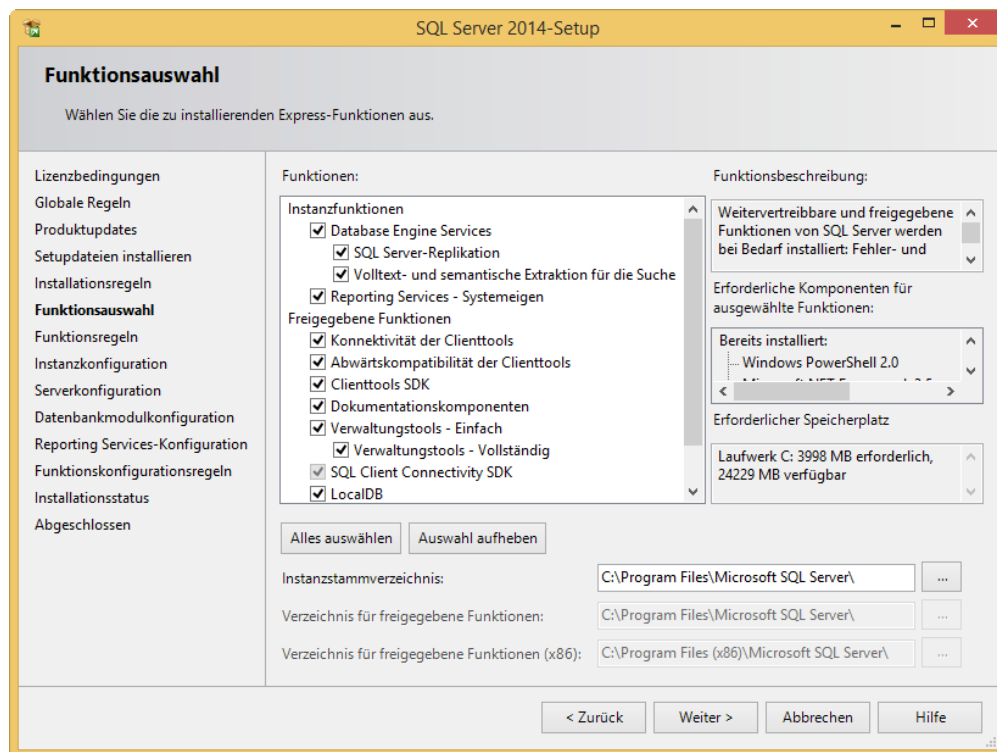 SQL Server 2014-Setup
Funktionsauswahl
Wählen Sie die zu installierenden Express-Funktionen aus.
Lizenzbedingungen
Globale Regeln
Produktupdates
Setupdateien installieren
Installationsregeln
Funktionsauswahl
Funktionsregeln
Instanzkonfiguration
Serverkonfiguration
Datenbankmodulkonfiguration
Reporting Services-Konfiguration
Funktionskonfigurationsregeln
Installationsstatus
Abgeschlossen
Funktionen:
Instanzfunktionen
Database Engine Services
SQL Server-Replikation
Volltext- und semantische Extraktion für die Suche
Reporting Services - Systemeigen
Freigegebene Funktionen
Konnektivität der Clienttools
Abwärtskompatibilität der Clienttools
Clienttools SDK
Dokumentationskomponenten
Verwaltungstools - Einfach
Verwaltungstools - Vollständig
SQL Client Connectivity SDK
LocalDB
Funktionsbeschreibung:
Weitervertreibbare und freigegebene
Funktionen von SQL Server werden
bei Bedarf installiert: Fehler- und
Erforderliche Komponenten für
ausgewählte Funktionen:
Bereits installiert:
Windows PowerShell 2.0
Erforderlicher Speicherplatz
Laufwerk C: 3998 MB erforderlich,
24229 MB verfügbar
Alles auswählen
Auswahl aufheben
Instanzstammverzeichnis:
C:\Program Files\Microsoft SQL Server\
...
Verzeichnis für freigegebene Funktionen:
C:\Program Files\Microsoft SQL Server\
...
Verzeichnis für freigegebene Funktionen (x86):
C:\Program Files (x86)\Microsoft SQL Server\
...
< Zurück
Weiter >
Abbrechen
Hilfe